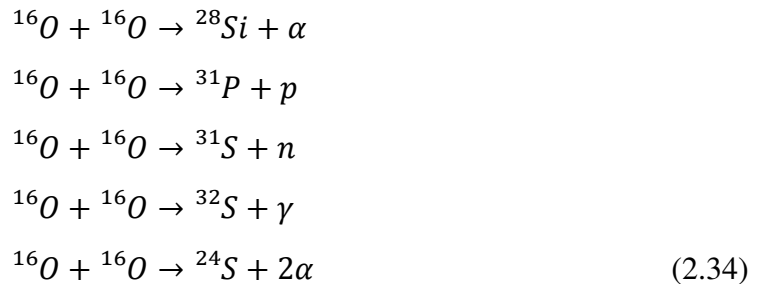 ¹⁶O + ¹⁶O → ²⁸Si + α
¹⁶O + ¹⁶O → ³¹P + p
¹⁶O + ¹⁶O → ³¹S + n
¹⁶O + ¹⁶O → ³²S + γ
¹⁶O + ¹⁶O → ²⁴S + 2α (2.34)